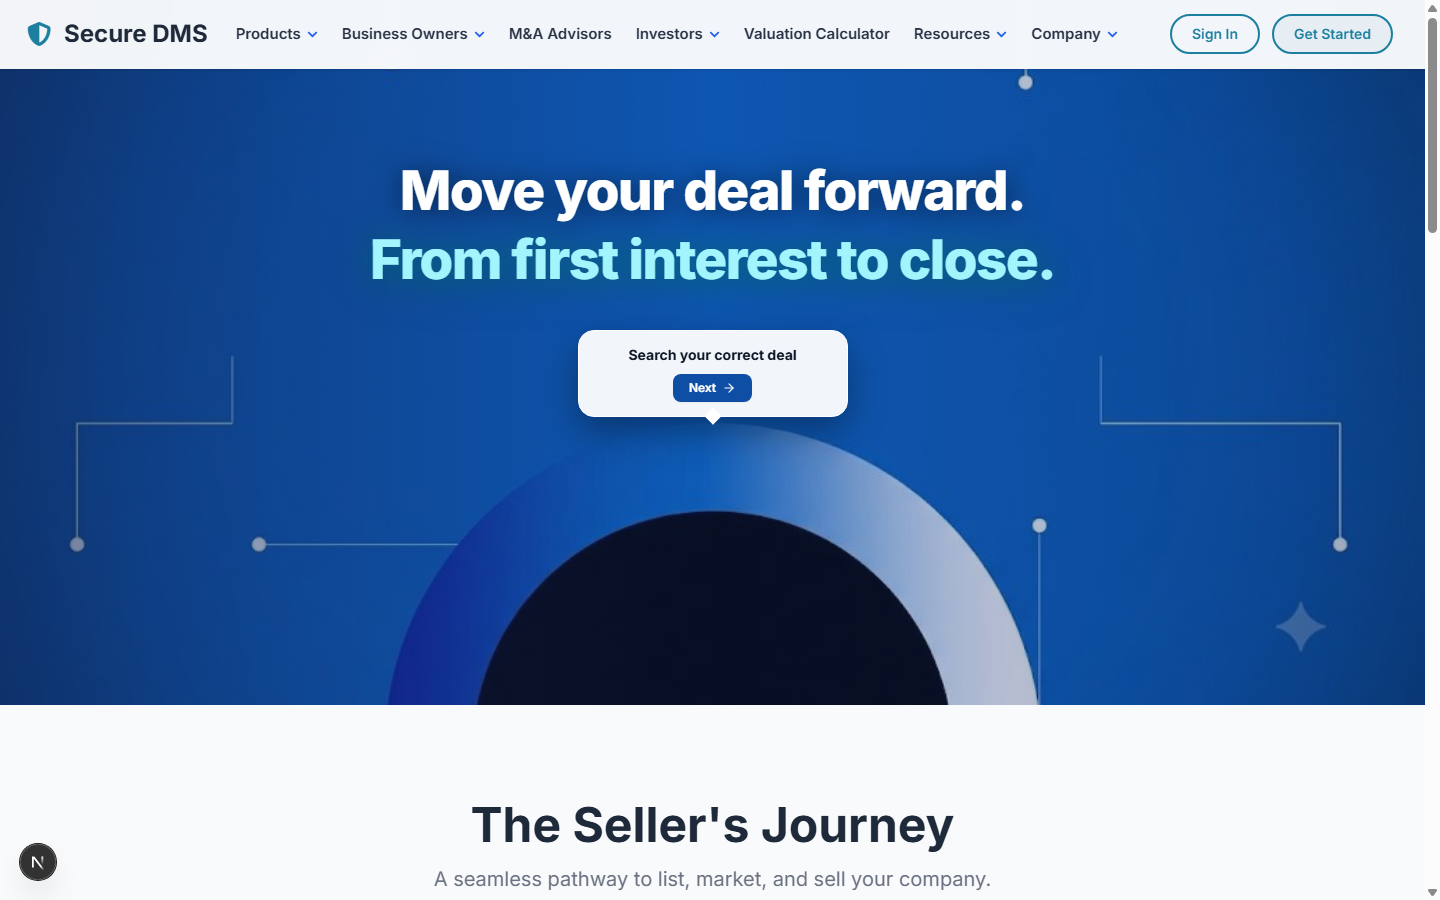 Secure DMS
Products
Business Owners
M&A Advisors
Investors
Valuation Calculator
Resources
Company
Sign In
Get Started
Move your deal forward.
From first interest to close.
Search your correct deal
Next
The Seller's Journey
A seamless pathway to list, market, and sell your company.
N